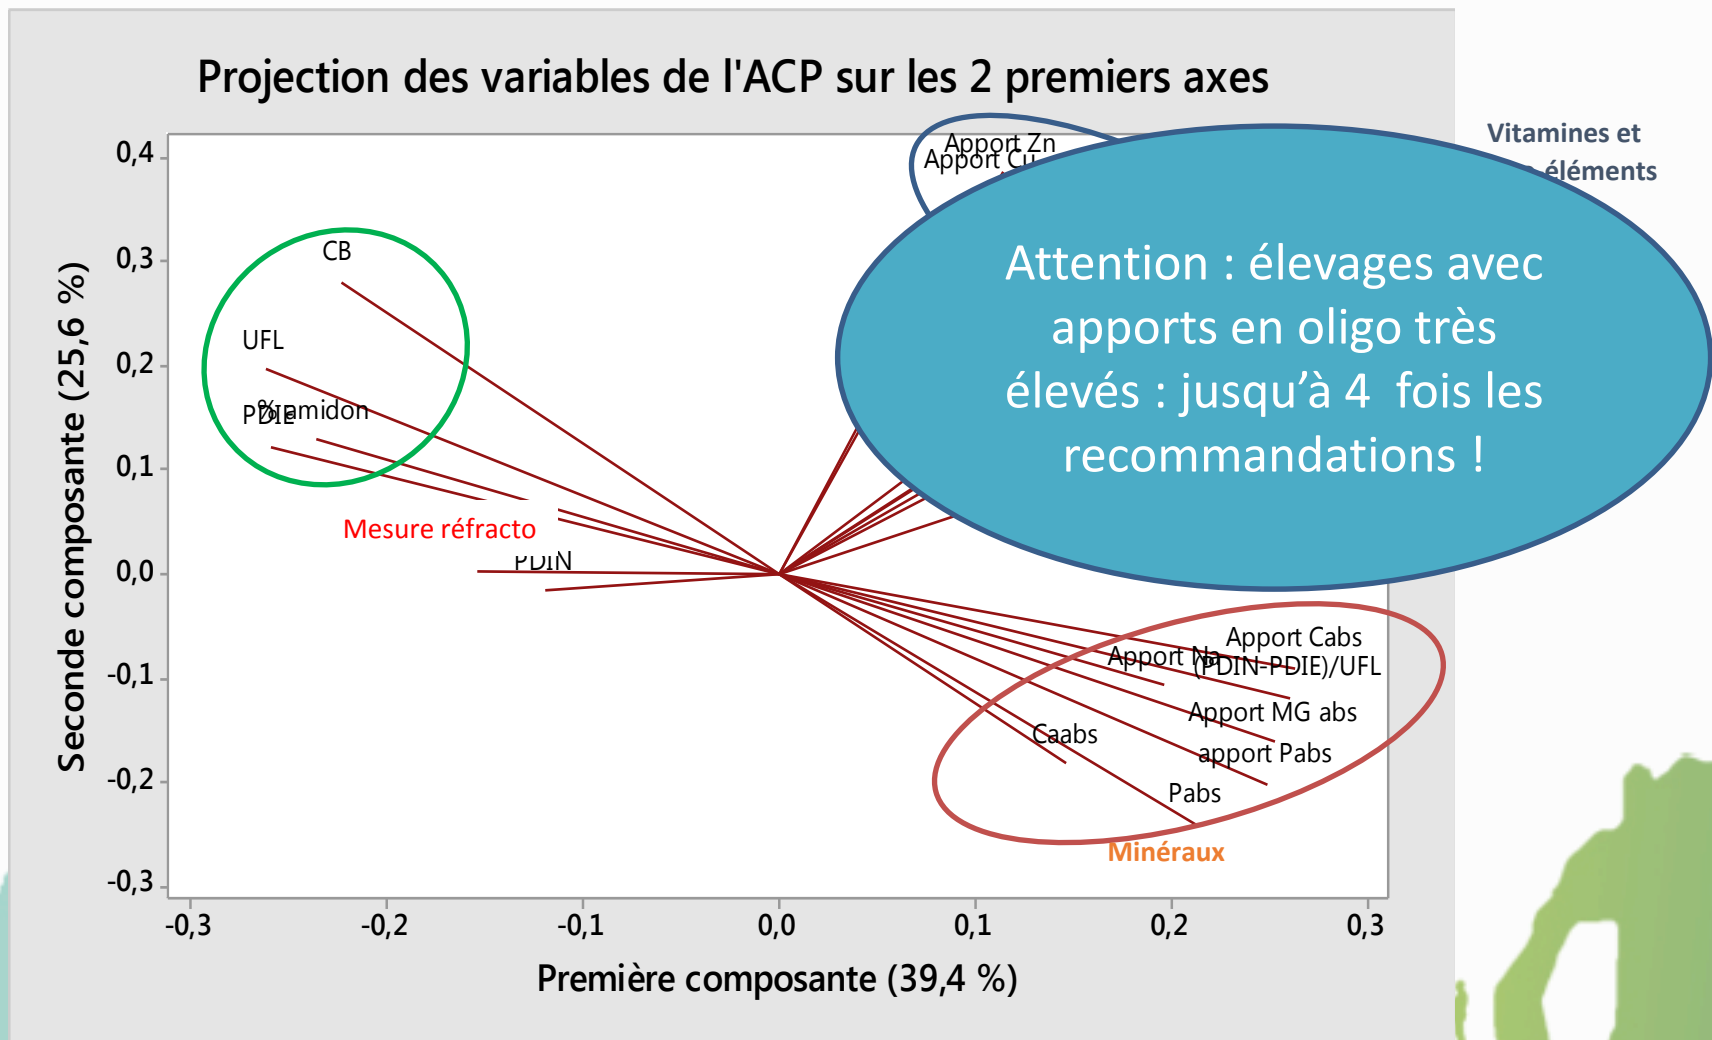 Projection des variables de l'ACP sur les 2 premiers axes
Vitamines et
éléments
Apport Zn
Apport Cu
Attention : élevages avec
apports en oligo très
élevés : jusqu’à 4 fois les
recommandations !
CB
UFL
% amidon
PDIE
Mesure réfracto
PDIN
Apport Cabs
Apport Na
(PDIN-PDIE)/UFL
Apport MG abs
Caabs
apport Pabs
Pabs
Minéraux
Seconde composante (25,6 %)
0,4
0,3
0,2
0,1
0,0
-0,1
-0,2
-0,3
-0,3 -0,2 -0,1 0,0 0,1 0,2 0,3
Première composante (39,4 %)